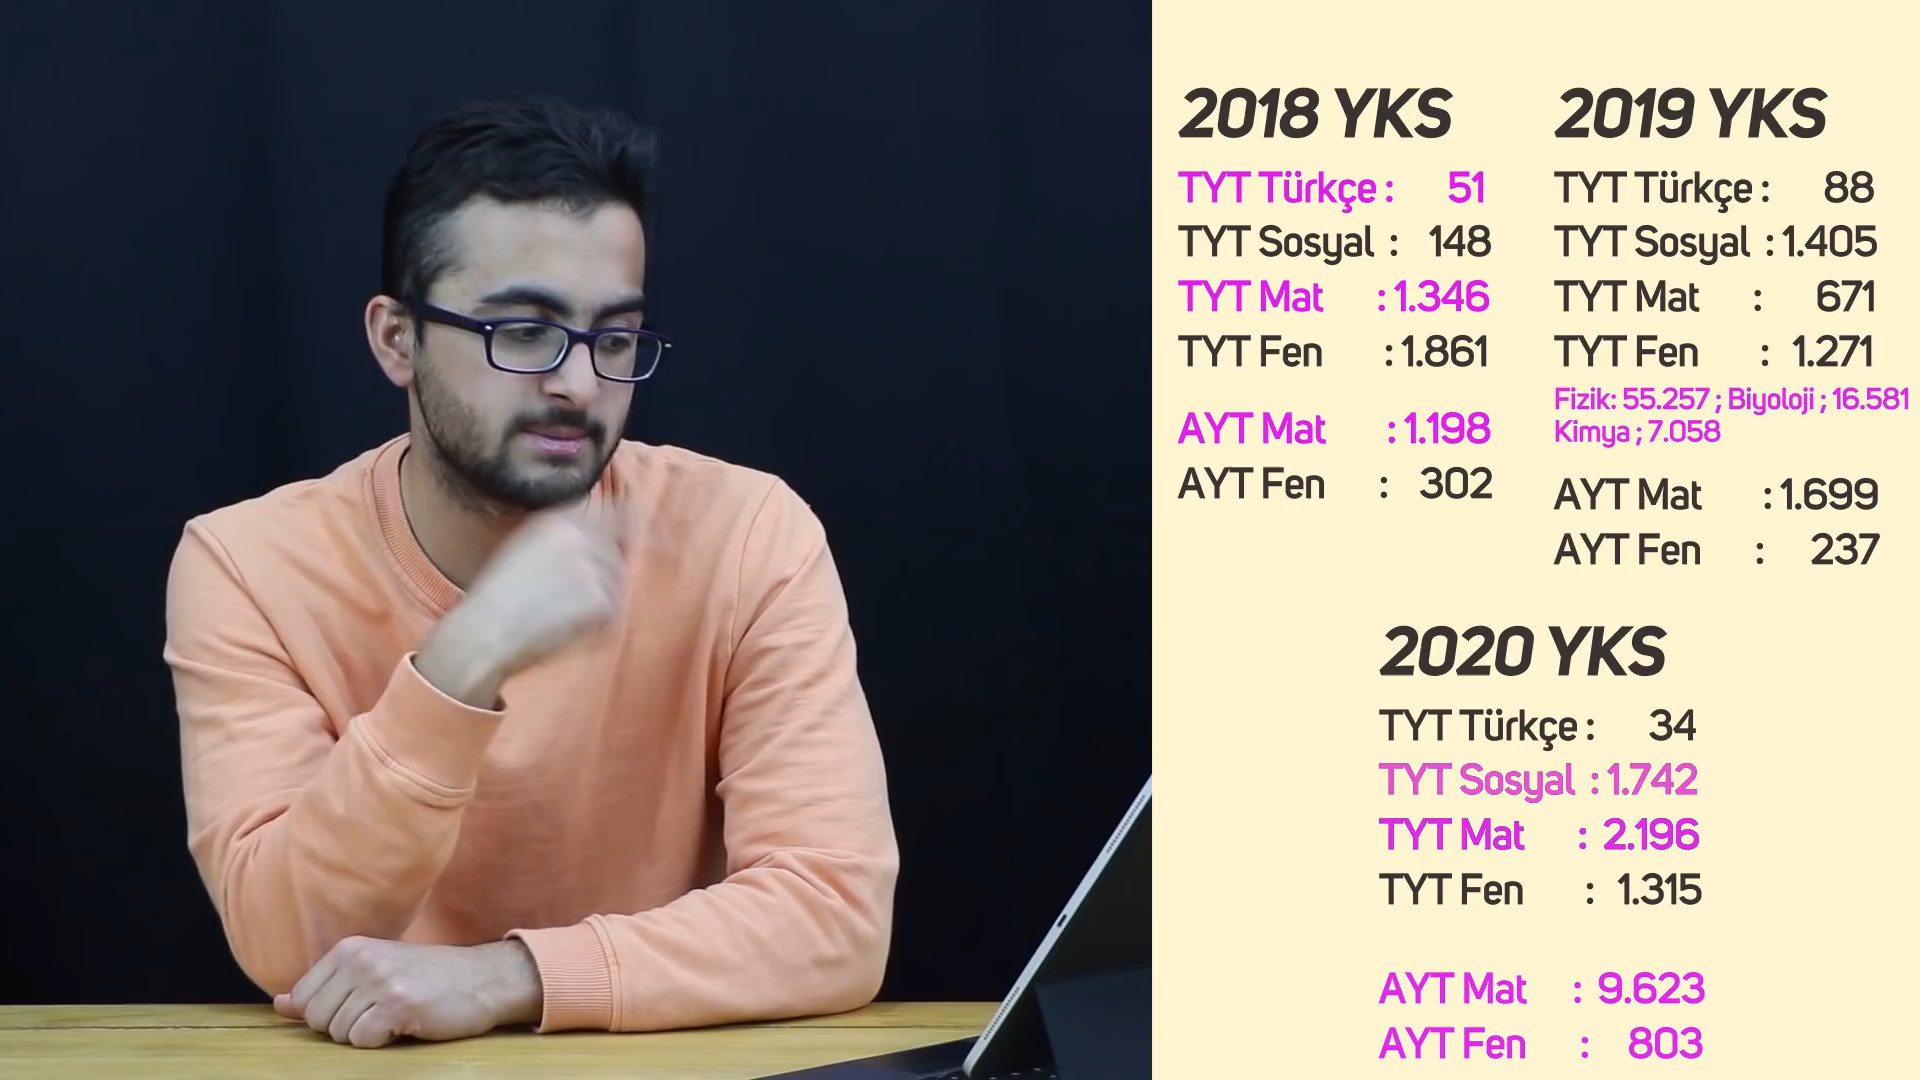 2018 YKS
TYT Türkçe : 51
TYT Sosyal : 148
TYT Mat : 1.346
TYT Fen : 1.861
AYT Mat : 1.198
AYT Fen : 302
2019 YKS
TYT Türkçe : 88
TYT Sosyal : 1.405
TYT Mat : 671
TYT Fen : 1.271
Fizik: 55.257 ; Biyoloji ; 16.581
Kimya ; 7.058
AYT Mat : 1.699
AYT Fen : 237
2020 YKS
TYT Türkçe : 34
TYT Sosyal : 1.742
TYT Mat : 2.196
TYT Fen : 1.315
AYT Mat : 9.623
AYT Fen : 803